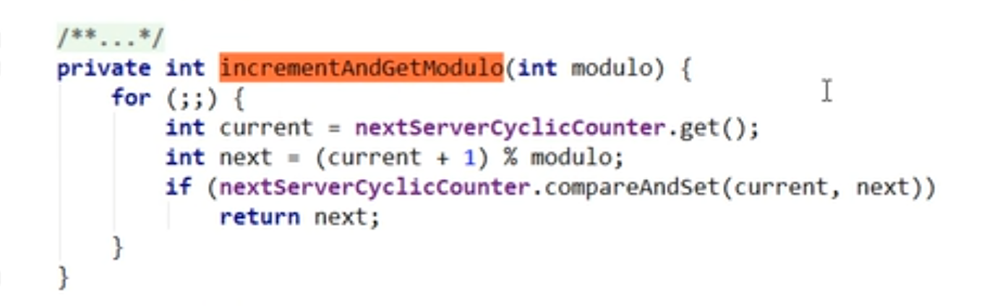 /**...*/
private int incrementAndGetModulo(int modulo) {
    for (;;) {
        int current = nextServerCyclicCounter.get();
        int next = (current + 1) % modulo;
        if (nextServerCyclicCounter.compareAndSet(current, next))
            return next;
    }
}